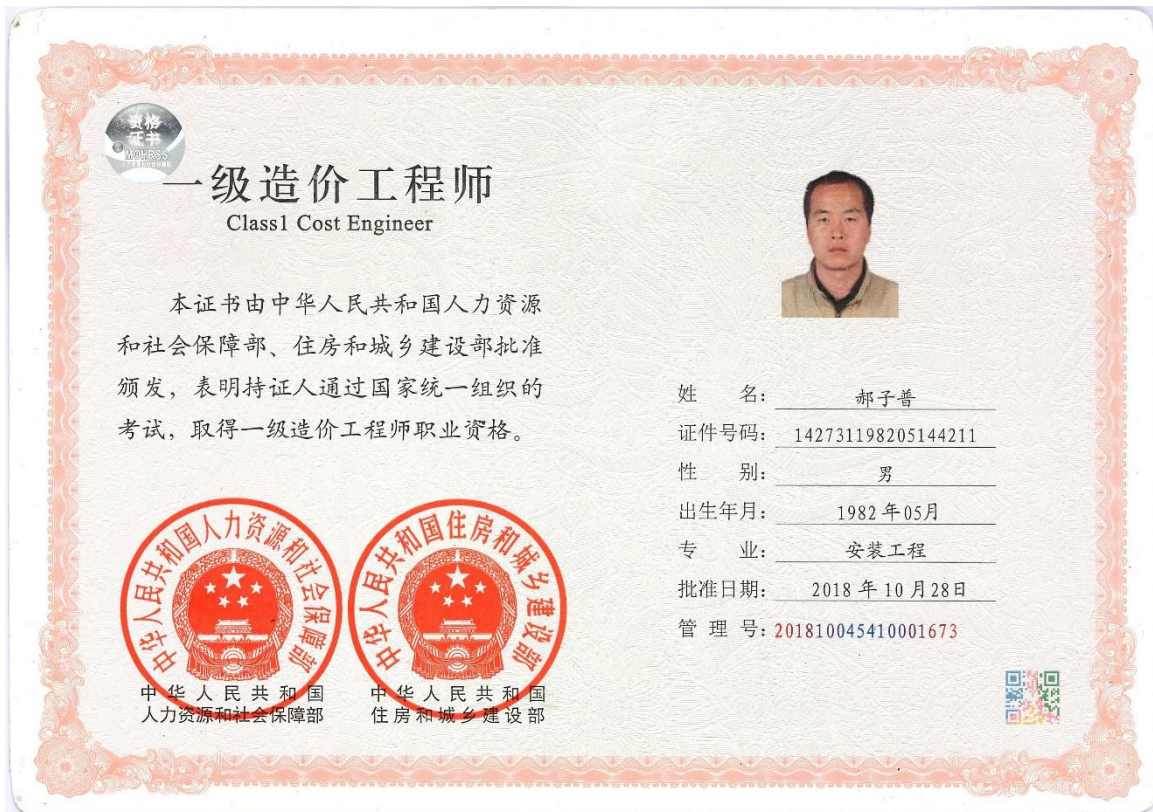 资格
证书
MOHRSS
一级造价工程师
Class1 Cost Engineer
本证书由中华人民共和国人力资源
和社会保障部、住房和城乡建设部批准
颁发，表明持证人通过国家统一组织的
考试，取得一级造价工程师职业资格。
中华人民共和国人力资源和社会保障部
中华人民共和国住房和城乡建设部
中华人民共和国
人力资源和社会保障部
中华人民共和国
住房和城乡建设部
姓 名：郝子普
证件号码：142731198205144211
性 别：男
出生年月：1982年05月
专 业：安装工程
批准日期：2018年10月28日
管 理 号：201810045410001673